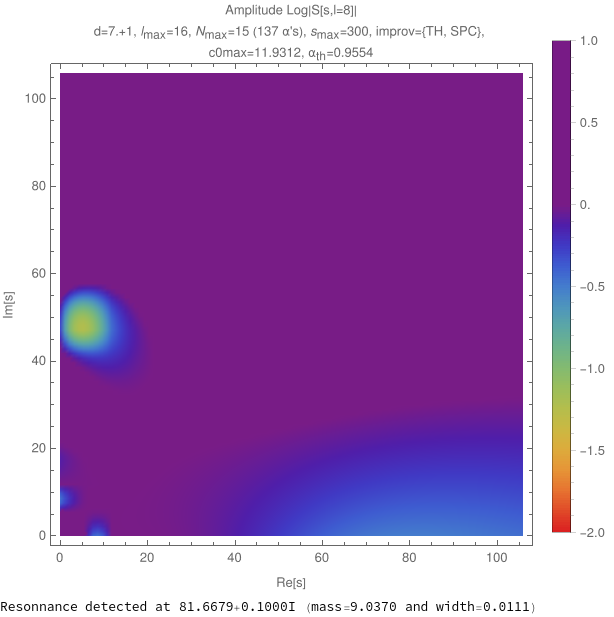 Amplitude Log|S[s,l=8]|
d=7.+1, lmax=16, Nmax=15 (137 α's), smax=300, improv={TH, SPC},
c0max=11.9312, αth=0.9554
1.0
0.5
0.
−0.5
−1.0
−1.5
−2.0
Im[s]
100
80
60
40
20
0
0 20 40 60 80 100
Re[s]
Resonnance detected at 81.6679+0.1000I (mass=9.0370 and width=0.0111)